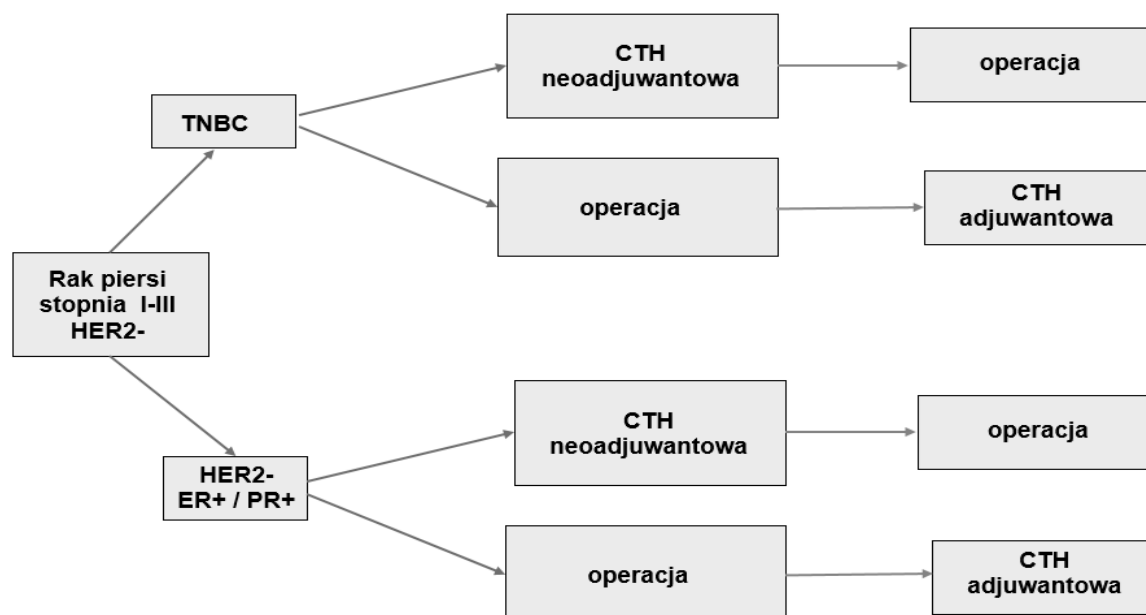 CTH
neoadjuwantowa
operacja
TNBC
operacja
CTH
adjuwantowa
Rak piersi
stopnia I-III
HER2-
CTH
neoadjuwantowa
operacja
HER2-
ER+ / PR+
operacja
CTH
adjuwantowa